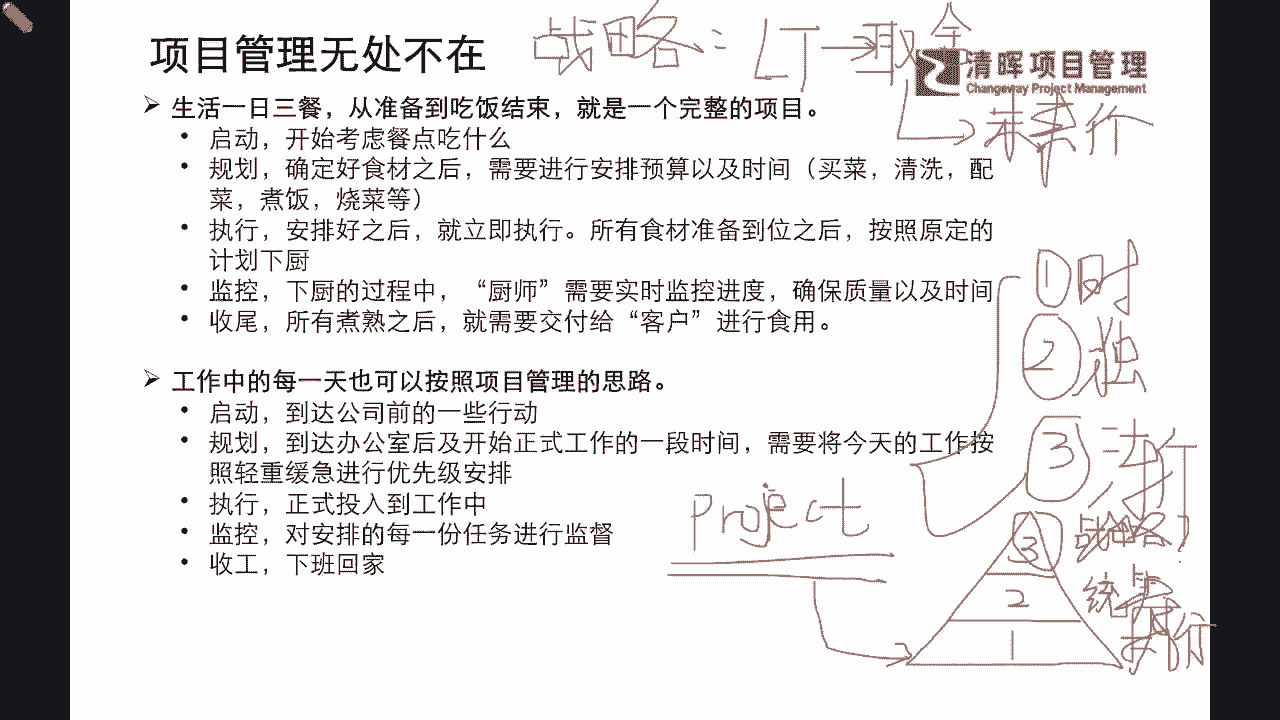 项目管理无处不在
战略: LT → 取舍
清晖项目管理
Changeway Project Management
➢ 生活一日三餐，从准备到吃饭结束，就是一个完整的项目。
• 启动，开始考虑餐点吃什么
• 规划，确定好食材之后，需要进行安排预算以及时间（买菜，清洗，配
菜，煮饭，烧菜等）
• 执行，安排好之后，就立即执行。所有食材准备到位之后，按照原定的
计划下厨
• 监控，下厨的过程中，“厨师”需要实时监控进度，确保质量以及时间
• 收尾，所有煮熟之后，就需要交付给“客户”进行食用。
① 时
② 独
③
➢ 工作中的每一天也可以按照项目管理的思路。
• 启动，到达公司前的一些行动
• 规划，到达办公室后及开始正式工作的一段时间，需要将今天的工作按
照轻重缓急进行优先级安排
• 执行，正式投入到工作中
• 监控，对安排的每一份任务进行监督
• 收工，下班回家
Project
3 战略
2 统筹
1 执行